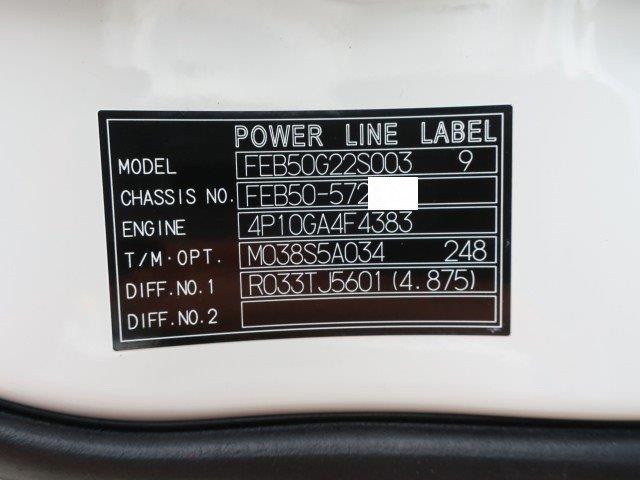 POWER LINE LABEL
MODEL FEB50G22S003 9
CHASSIS NO. FEB50-572
ENGINE 4P10GA4F4383
T/M·OPT. M038S5A034 248
DIFF.NO.1 R033TJ5601(4.875)
DIFF.NO.2